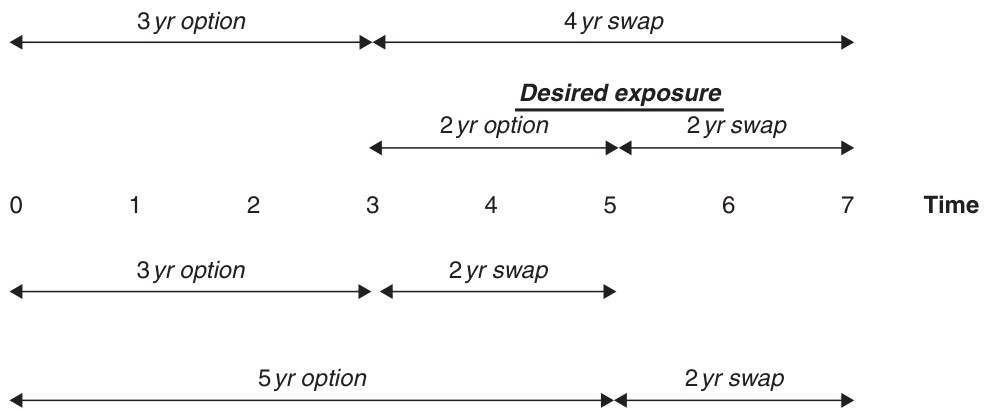 3 yr option 4 yr swap
Desired exposure
2 yr option 2 yr swap
0 1 2 3 4 5 6 7 Time
3 yr option 2 yr swap
5 yr option 2 yr swap